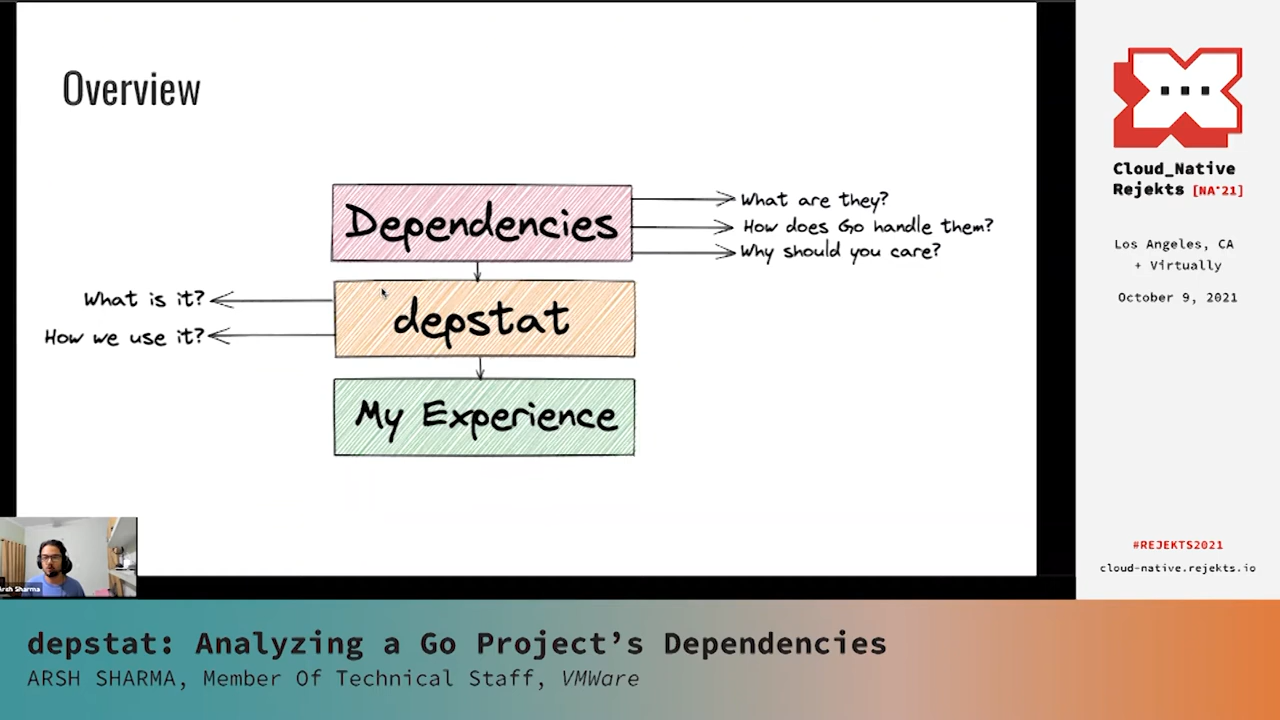 Overview
Dependencies
What are they?
How does Go handle them?
Why should you care?
depstat
What is it?
How we use it?
My Experience
Arsh Sharma
Cloud_Native
Rejekts [NA'21]
Los Angeles, CA
+ Virtually
October 9, 2021
#REJEKTS2021
cloud-native.rejekts.io
depstat: Analyzing a Go Project’s Dependencies
ARSH SHARMA, Member Of Technical Staff, VMWare